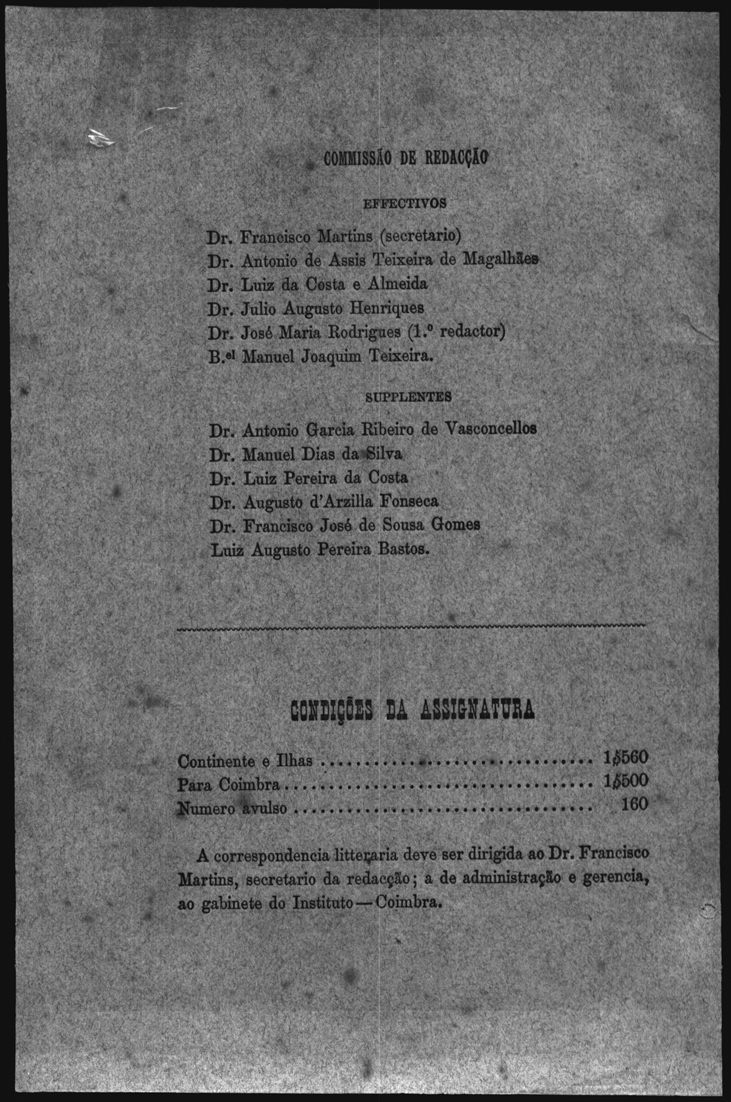 COMMISSÃO DE REDACÇÃO
EFFECTIVOS
Dr. Francisco Martins (secretario)
Dr. Antonio de Assis Teixeira de Magalhães
Dr. Luiz da Costa e Almeida
Dr. Julio Augusto Henriques
Dr. José Maria Rodrigues (1.º redactor)
B.el Manuel Joaquim Teixeira.
SUPPLENTES
Dr. Antonio Garcia Ribeiro de Vasconcellos
Dr. Manuel Dias da Silva
Dr. Luiz Pereira da Costa
Dr. Augusto d'Arzilla Fonseca
Dr. Francisco José de Sousa Gomes
Luiz Augusto Pereira Bastos.
CONDIÇÕES DA ASSIGNATURA
Continente e Ilhas .............................. 1$560
Para Coimbra .................................. 1$500
Numero avulso ................................. 160
A correspondencia litteraria deve ser dirigida ao Dr. Francisco
Martins, secretario da redacção; a de administração e gerencia,
ao gabinete do Instituto — Coimbra.